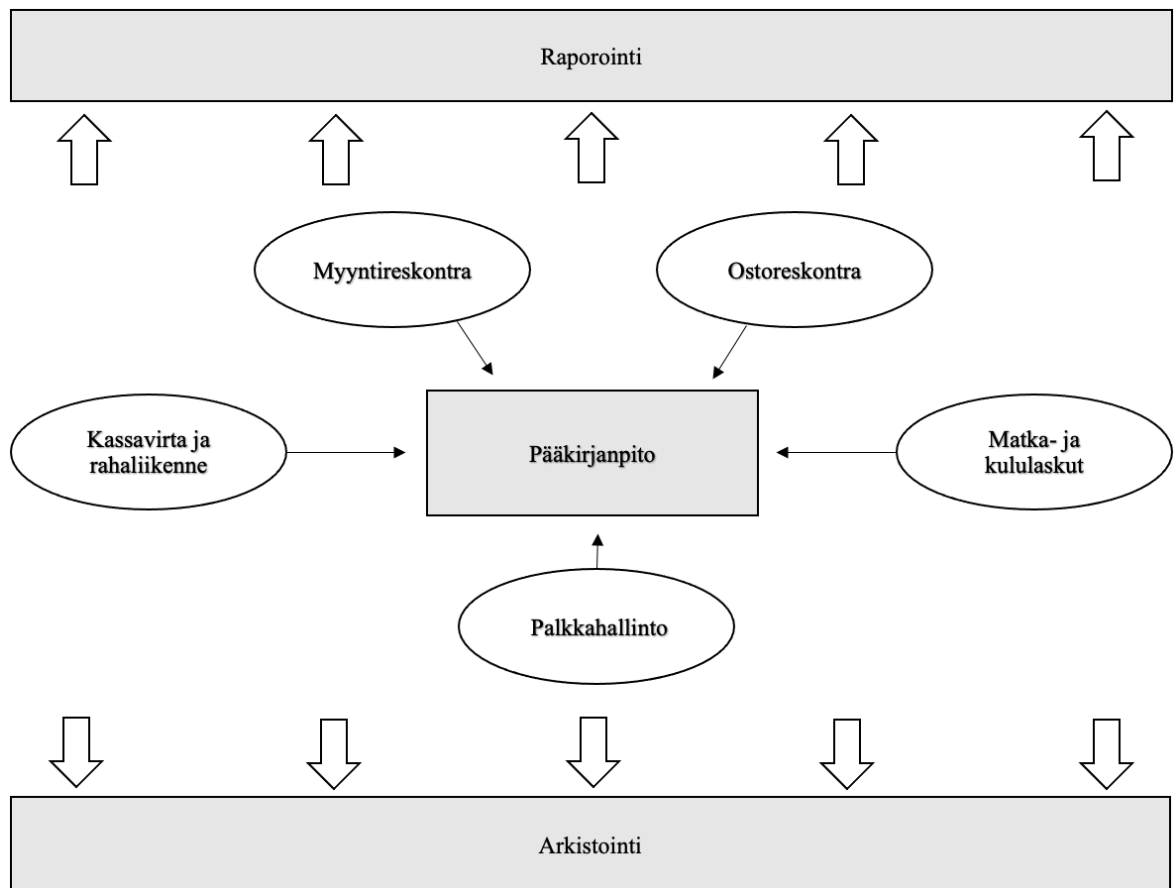 Raporointi
Myyntireskontra
Ostoreskontra
Kassavirta ja
rahaliikenne
Pääkirjanpito
Matka- ja
kululaskut
Palkkahallinto
Arkistointi